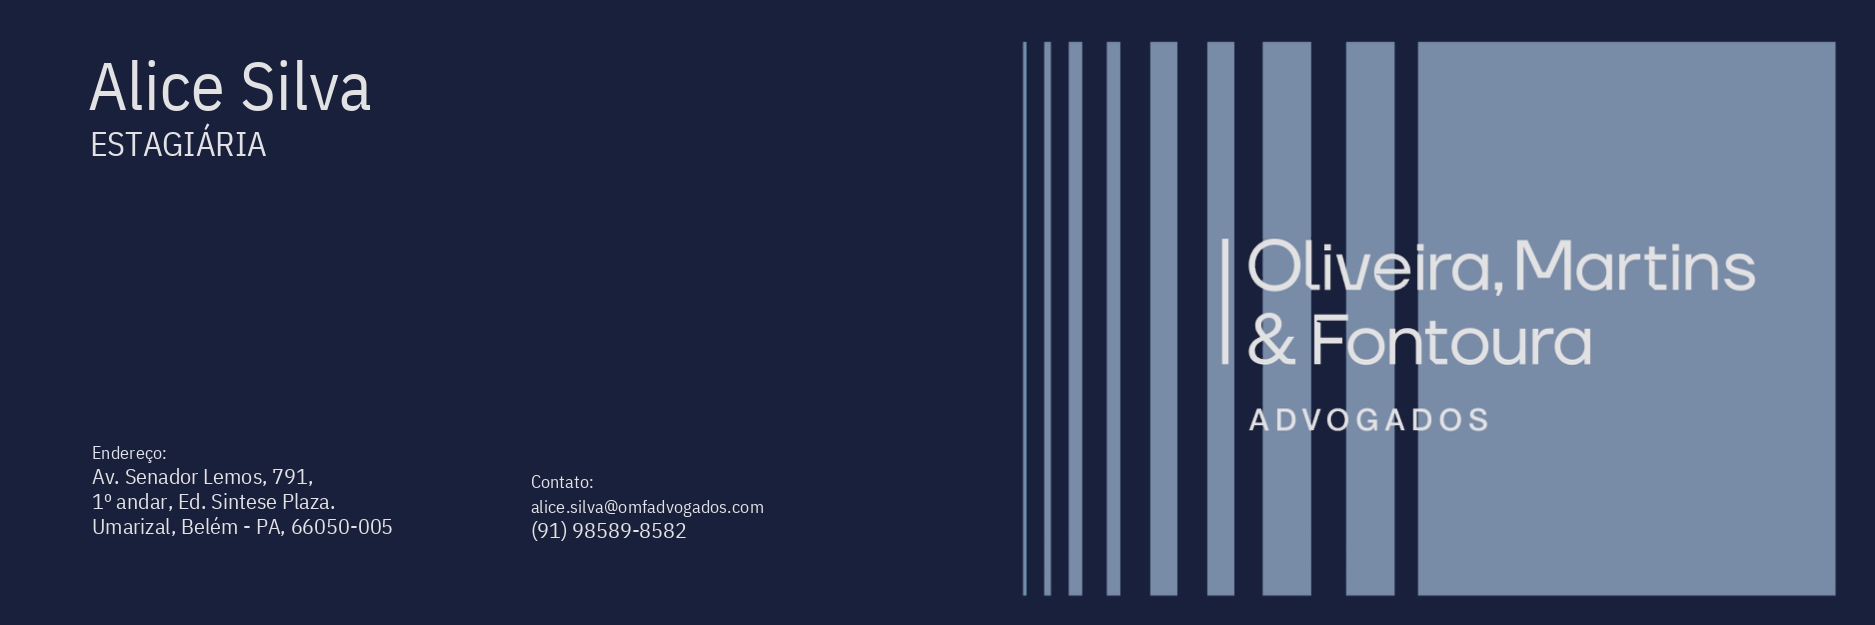 Alice Silva
ESTAGIÁRIA
Endereço:
Av. Senador Lemos, 791,
1º andar, Ed. Sintese Plaza.
Umarizal, Belém - PA, 66050-005
Contato:
alice.silva@omfadvogados.com
(91) 98589-8582
Oliveira, Martins
& Fontoura
ADVOGADOS